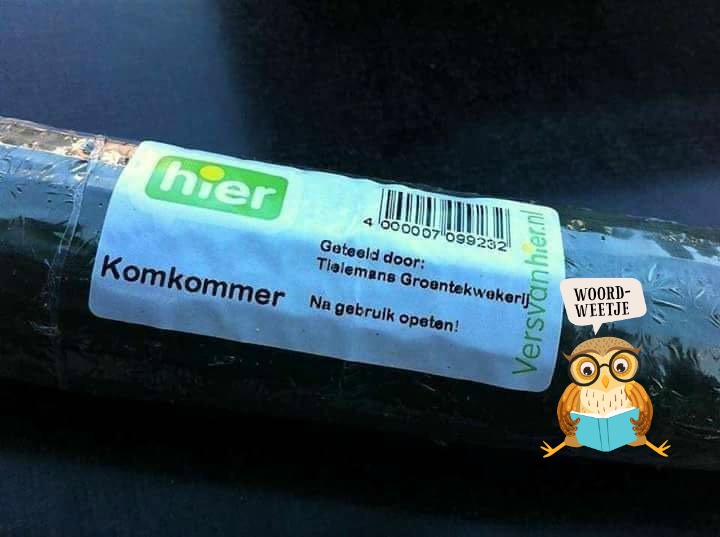 hier
4 000007 099232
Geteeld door:
Tielemans Groentekwekerij
Komkommer
Na gebruik opeten!
Versvanhier.nl
WOORD-
WEETJE